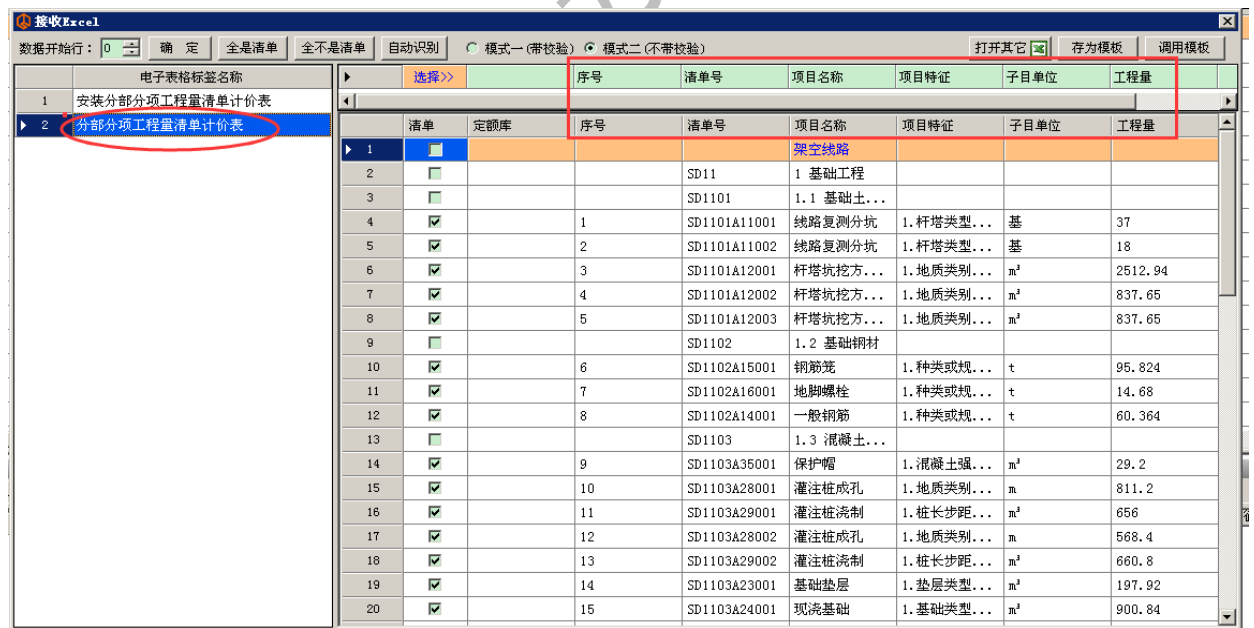 接收Excel
数据开始行： 0 确 定 全是清单 全不是清单 自动识别 模式一(带校验) 模式二(不带校验) 打开其它 存为模板 调用模板
电子表格标签名称
1 安装分部分项工程量清单计价表
2 分部分项工程量清单计价表
选择>> 序号 清单号 项目名称 项目特征 子目单位 工程量
清单 定额库 序号 清单号 项目名称 项目特征 子目单位 工程量
1 架空线路
2 SD11 1 基础工程
3 SD1101 1.1 基础土...
4 1 SD1101A11001 线路复测分坑 1.杆塔类型... 基 37
5 2 SD1101A11002 线路复测分坑 1.杆塔类型... 基 18
6 3 SD1101A12001 杆塔坑挖方... 1.地质类别... m³ 2512.94
7 4 SD1101A12002 杆塔坑挖方... 1.地质类别... m³ 837.65
8 5 SD1101A12003 杆塔坑挖方... 1.地质类别... m³ 837.65
9 SD1102 1.2 基础钢材
10 6 SD1102A15001 钢筋笼 1.种类或规... t 95.824
11 7 SD1102A16001 地脚螺栓 1.种类或规... t 14.68
12 8 SD1102A14001 一般钢筋 1.种类或规... t 60.364
13 SD1103 1.3 混凝土...
14 9 SD1103A35001 保护帽 1.混凝土强... m³ 29.2
15 10 SD1103A28001 灌注桩成孔 1.地质类别... m 811.2
16 11 SD1103A29001 灌注桩浇制 1.桩长步距... m³ 656
17 12 SD1103A28002 灌注桩成孔 1.地质类别... m 568.4
18 13 SD1103A29002 灌注桩浇制 1.桩长步距... m³ 660.8
19 14 SD1103A23001 基础垫层 1.垫层类型... m³ 197.92
20 15 SD1103A24001 现浇基础 1.基础类型... m³ 900.84